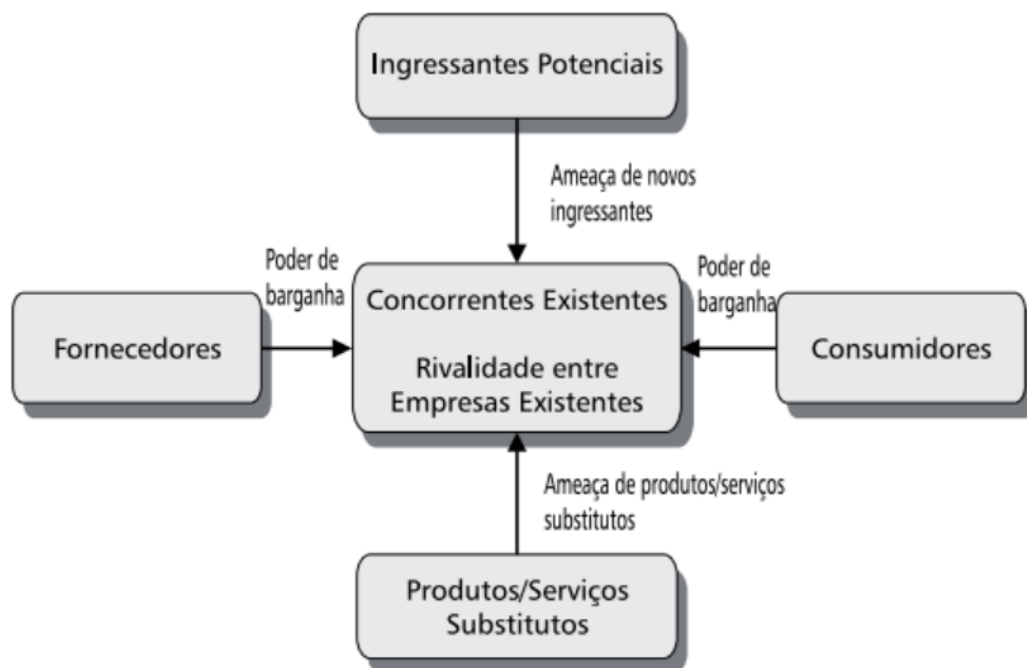 Ingressantes Potenciais
Ameaça de novos
ingressantes
Poder de
barganha
Poder de
barganha
Fornecedores
Concorrentes Existentes
Rivalidade entre
Empresas Existentes
Consumidores
Ameaça de produtos/serviços
substitutos
Produtos/Serviços
Substitutos